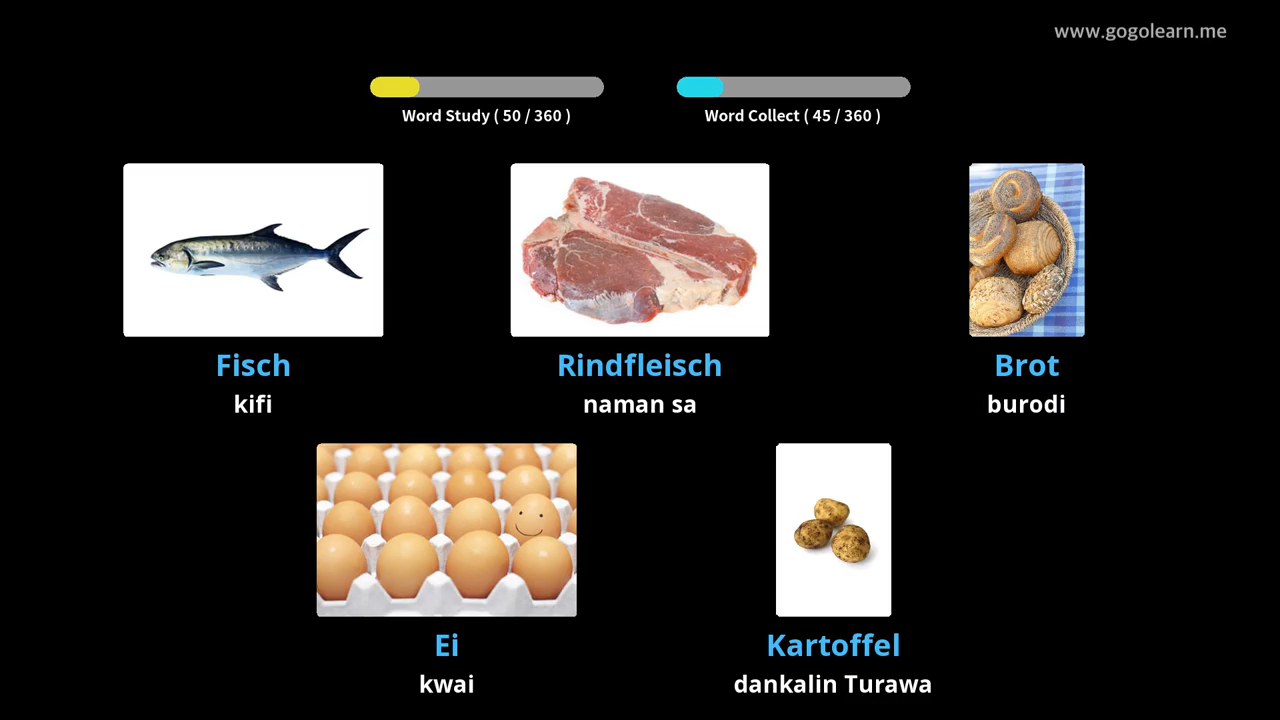 www.gogolearn.me
Word Study ( 50 / 360 )
Word Collect ( 45 / 360 )
Fisch
kifi
Rindfleisch
naman sa
Brot
burodi
Ei
kwai
Kartoffel
dankalin Turawa